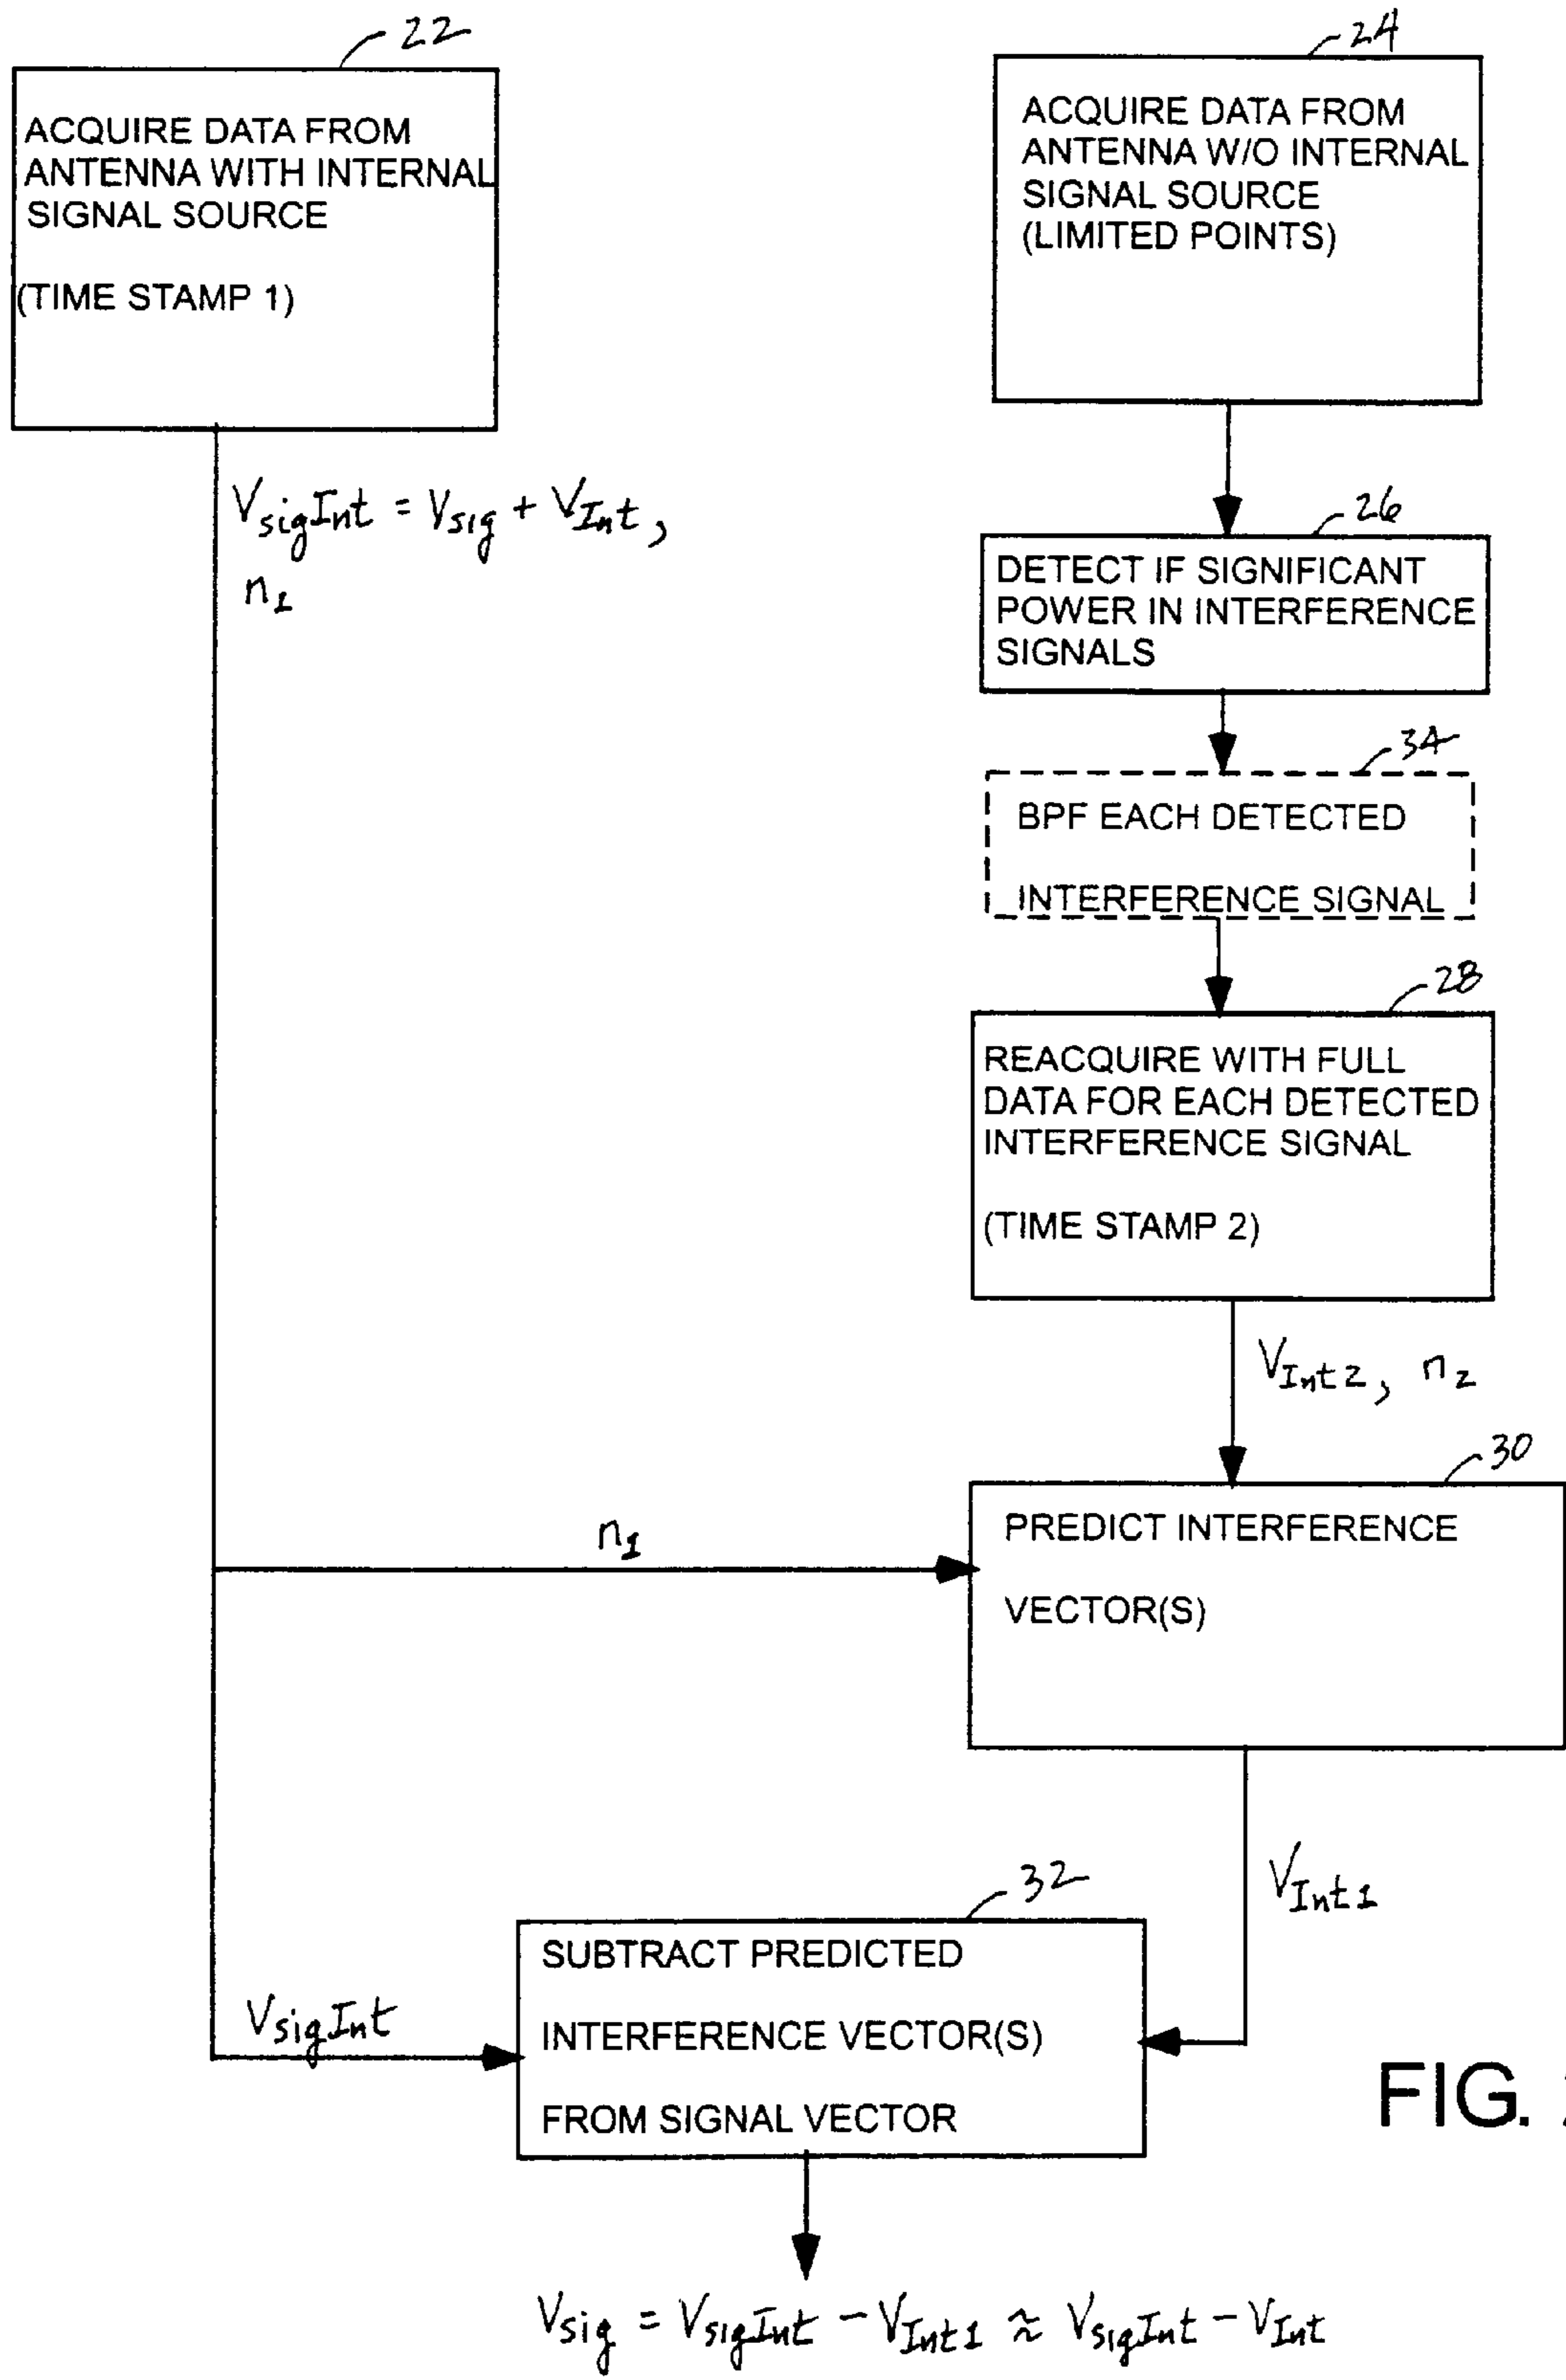 22
ACQUIRE DATA FROM
ANTENNA WITH INTERNAL
SIGNAL SOURCE
(TIME STAMP 1)
24
ACQUIRE DATA FROM
ANTENNA W/O INTERNAL
SIGNAL SOURCE
(LIMITED POINTS)
VsigInt = Vsig + VInt,
n1
26
DETECT IF SIGNIFICANT
POWER IN INTERFERENCE
SIGNALS
34
BPF EACH DETECTED
INTERFERENCE SIGNAL
28
REACQUIRE WITH FULL
DATA FOR EACH DETECTED
INTERFERENCE SIGNAL
(TIME STAMP 2)
VInt2, n2
30
PREDICT INTERFERENCE
VECTOR(S)
n1
VInt1
32
SUBTRACT PREDICTED
INTERFERENCE VECTOR(S)
FROM SIGNAL VECTOR
VsigInt
FIG.
Vsig = VsigInt - VInt1 ≈ VsigInt - VInt